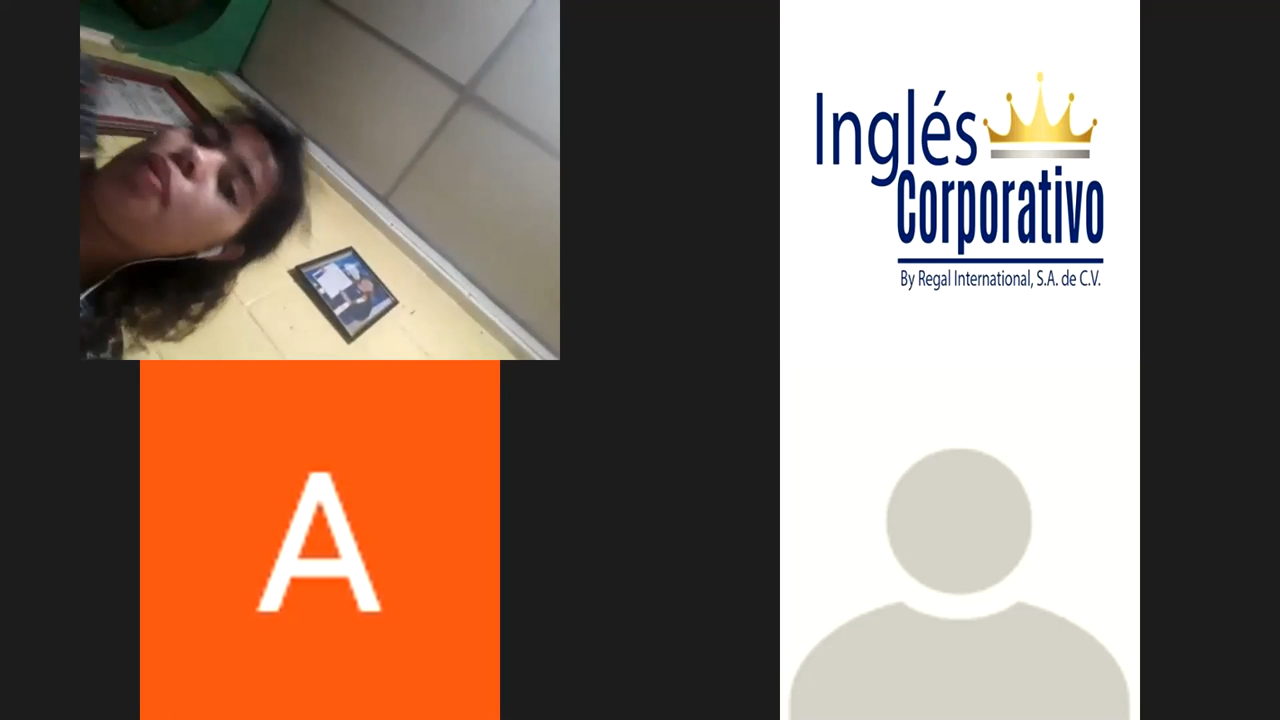 Inglés
Corporativo
By Regal International, S.A. de C.V.
A